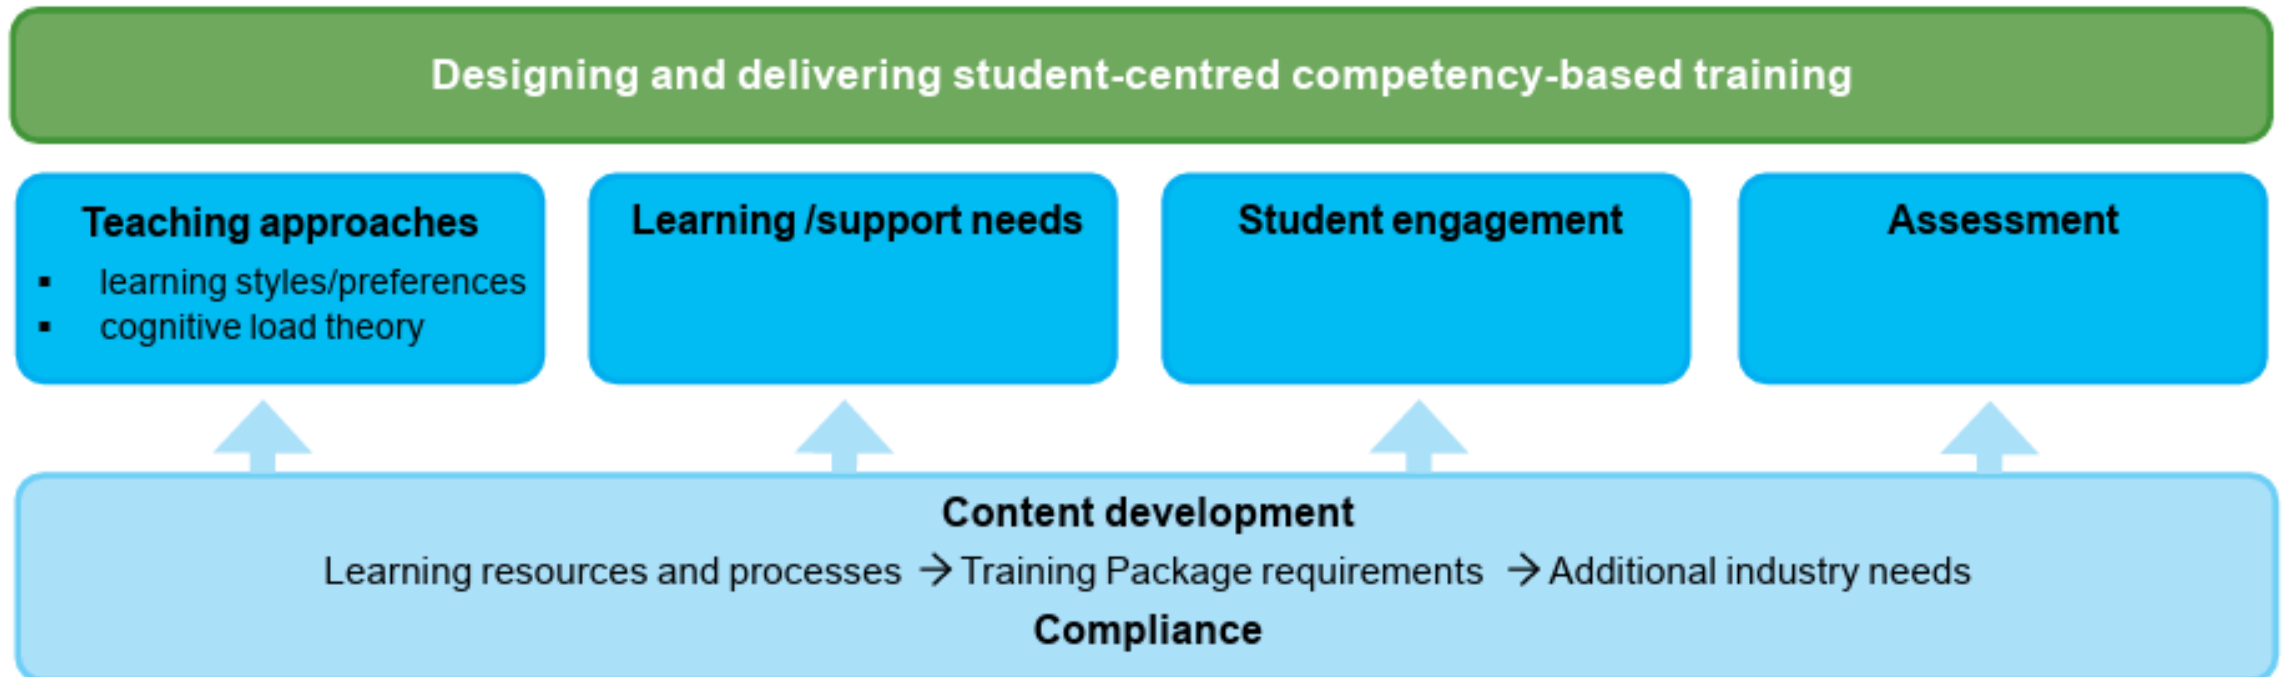 Designing and delivering student-centred competency-based training
Teaching approaches
▪ learning styles/preferences
▪ cognitive load theory
Learning /support needs
Student engagement
Assessment
Content development
Learning resources and processes → Training Package requirements → Additional industry needs
Compliance